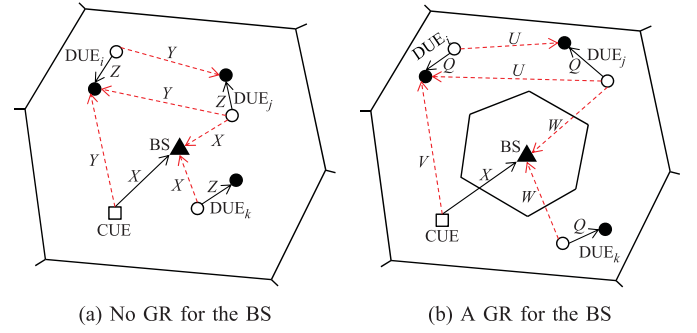 DUE_i
Y
Z
Y
Z
DUE_j
X
BS
Y
X
X
Z
DUE_k
CUE
(a) No GR for the BS
DUE_i
U
Q
Q
DUE_j
U
W
BS
V
X
W
Q
CUE
DUE_k
(b) A GR for the BS